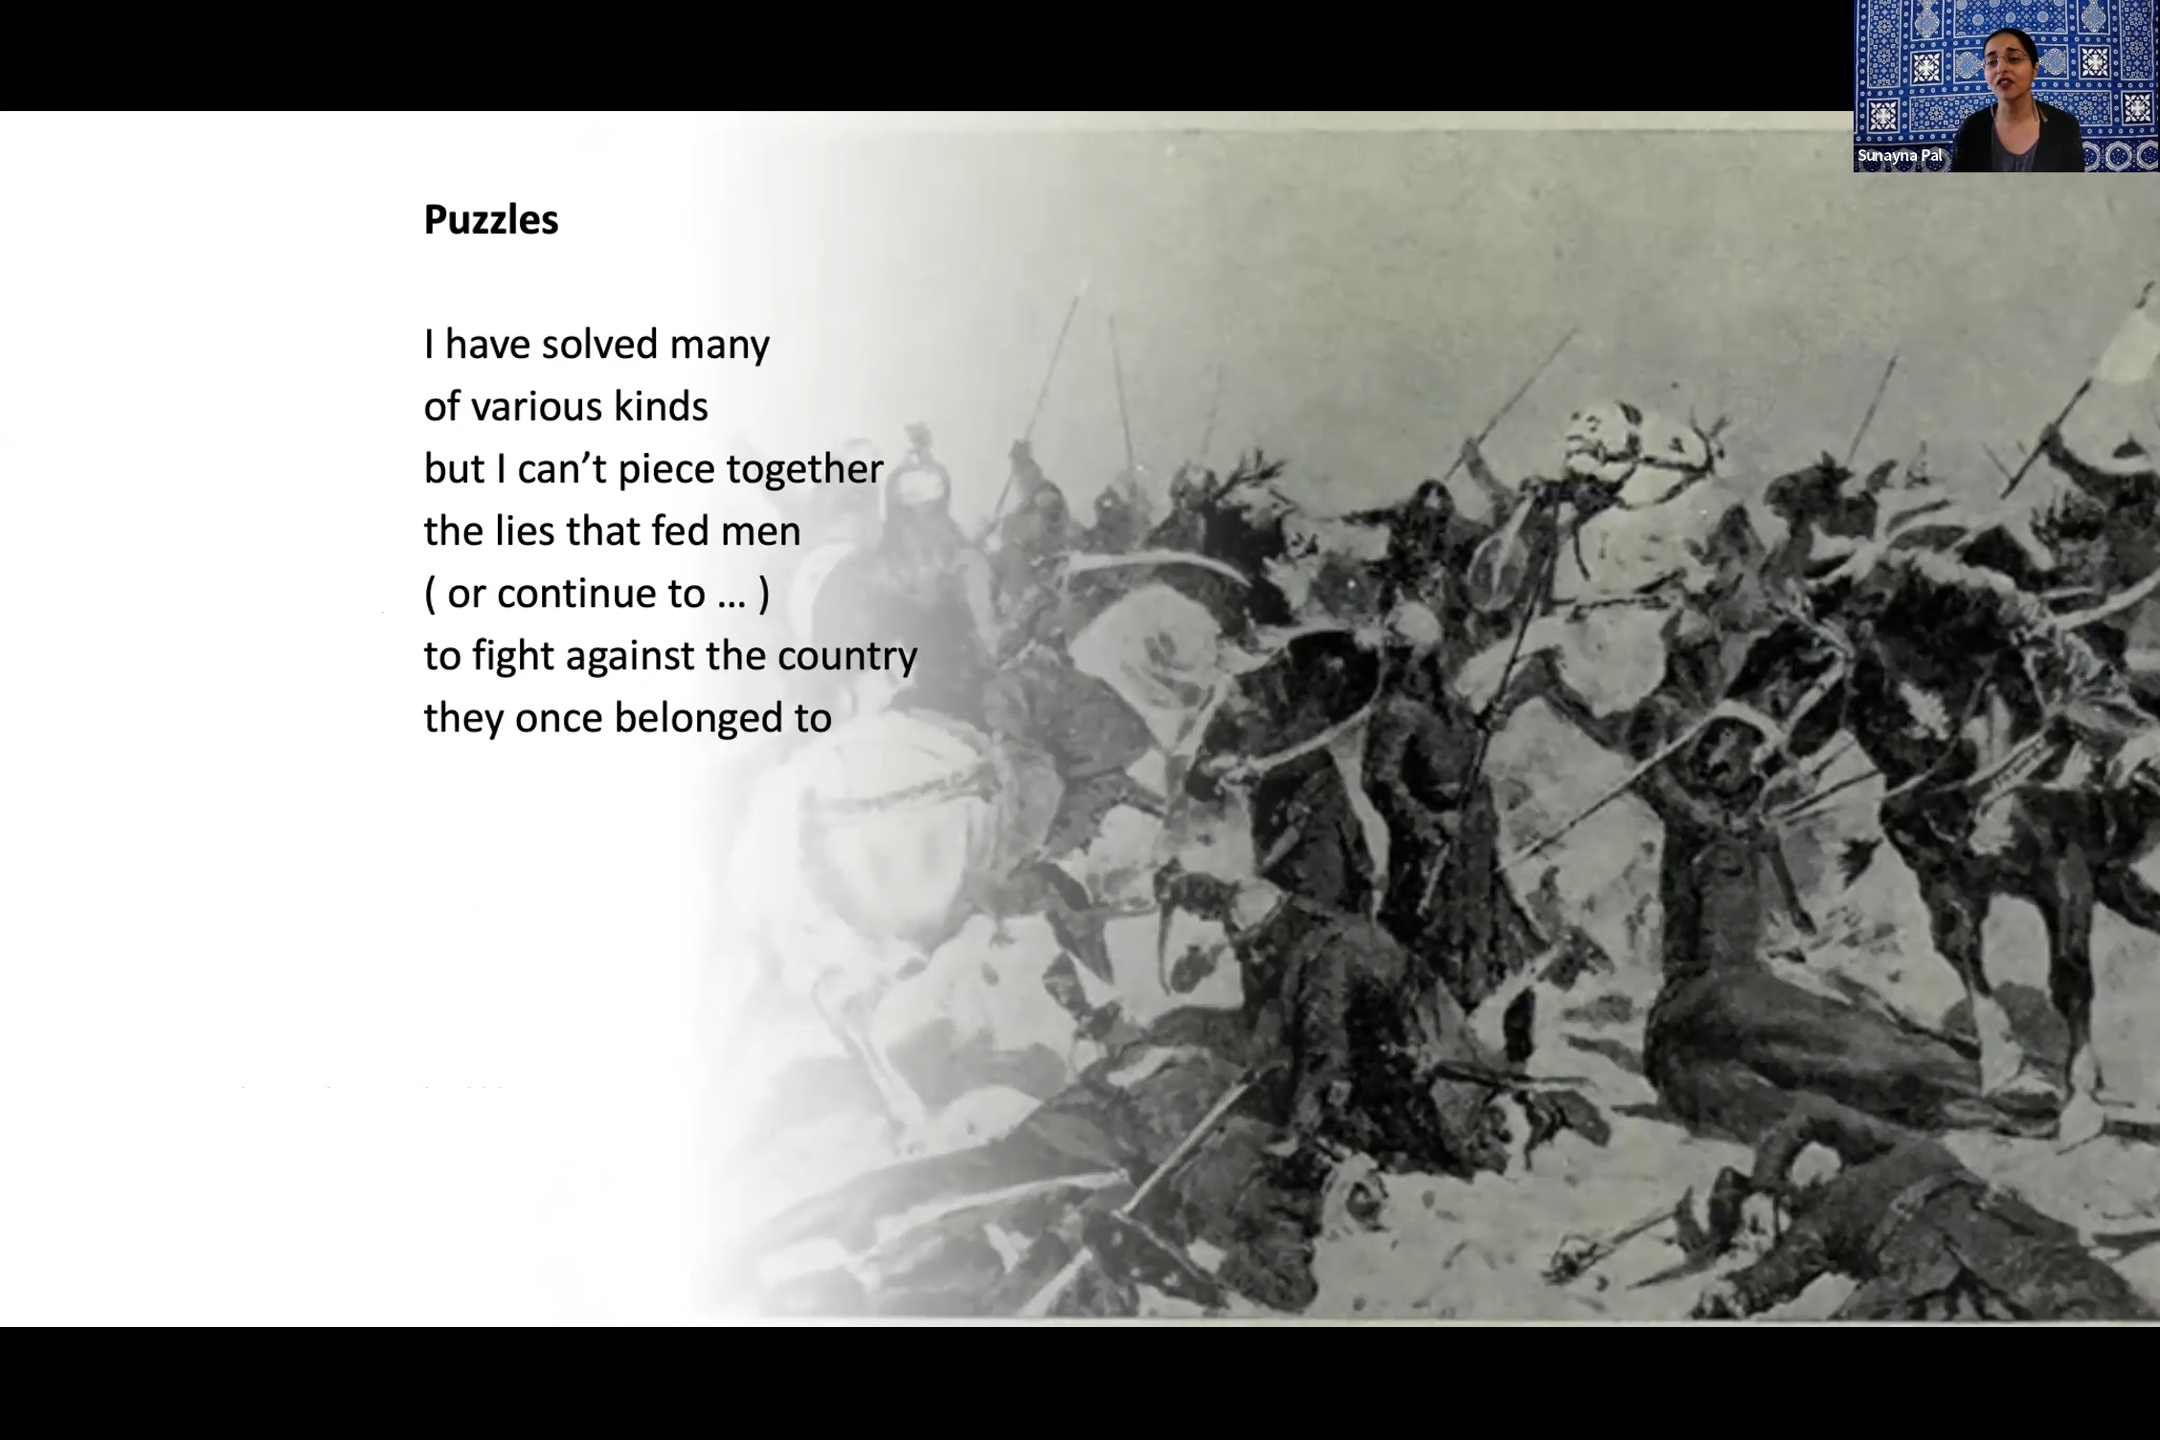 Puzzles
I have solved many
of various kinds
but I can’t piece together
the lies that fed men
( or continue to ... )
to fight against the country
they once belonged to
Sunayna Pal